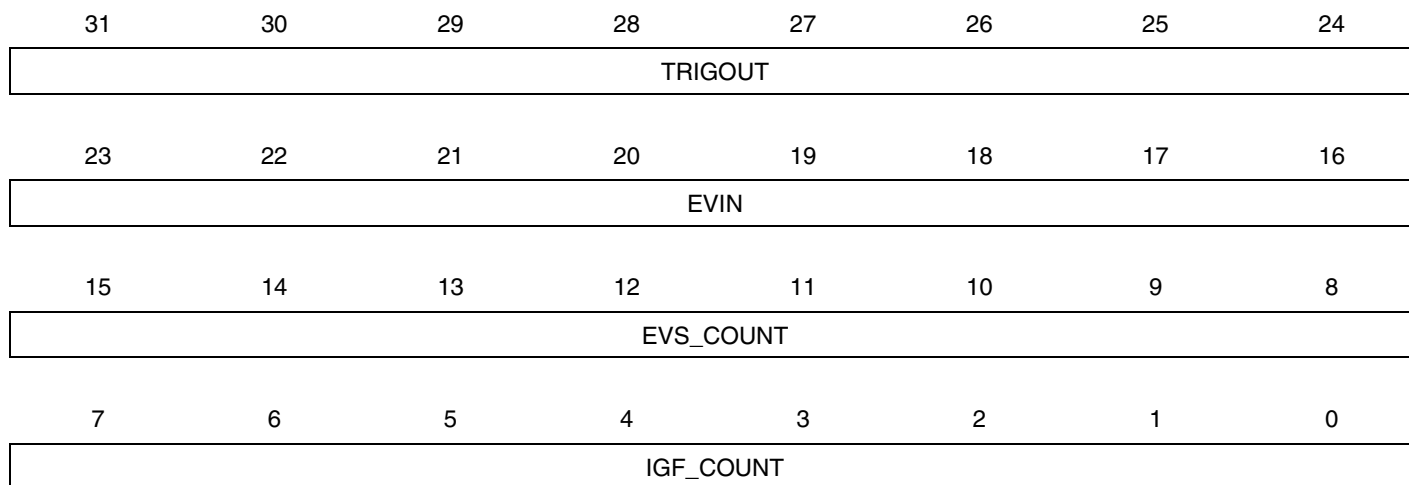 31 30 29 28 27 26 25 24
TRIGOUT
23 22 21 20 19 18 17 16
EVIN
15 14 13 12 11 10 9 8
EVS_COUNT
7 6 5 4 3 2 1 0
IGF_COUNT